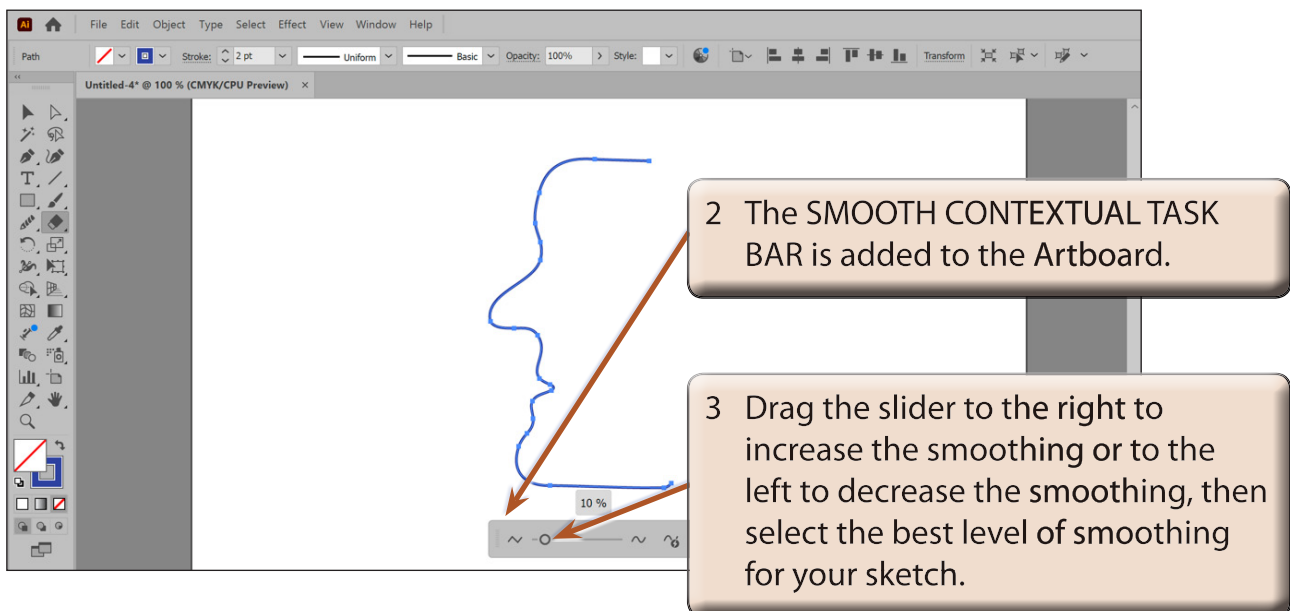 Ai File Edit Object Type Select Effect View Window Help
Path Stroke: 2 pt Uniform Basic Opacity: 100% Style: Transform
Untitled-4* @ 100 % (CMYK/CPU Preview) ×
2 The SMOOTH CONTEXTUAL TASK
BAR is added to the Artboard.
3 Drag the slider to the right to
increase the smoothing or to the
left to decrease the smoothing, then
select the best level of smoothing
for your sketch.
10 %